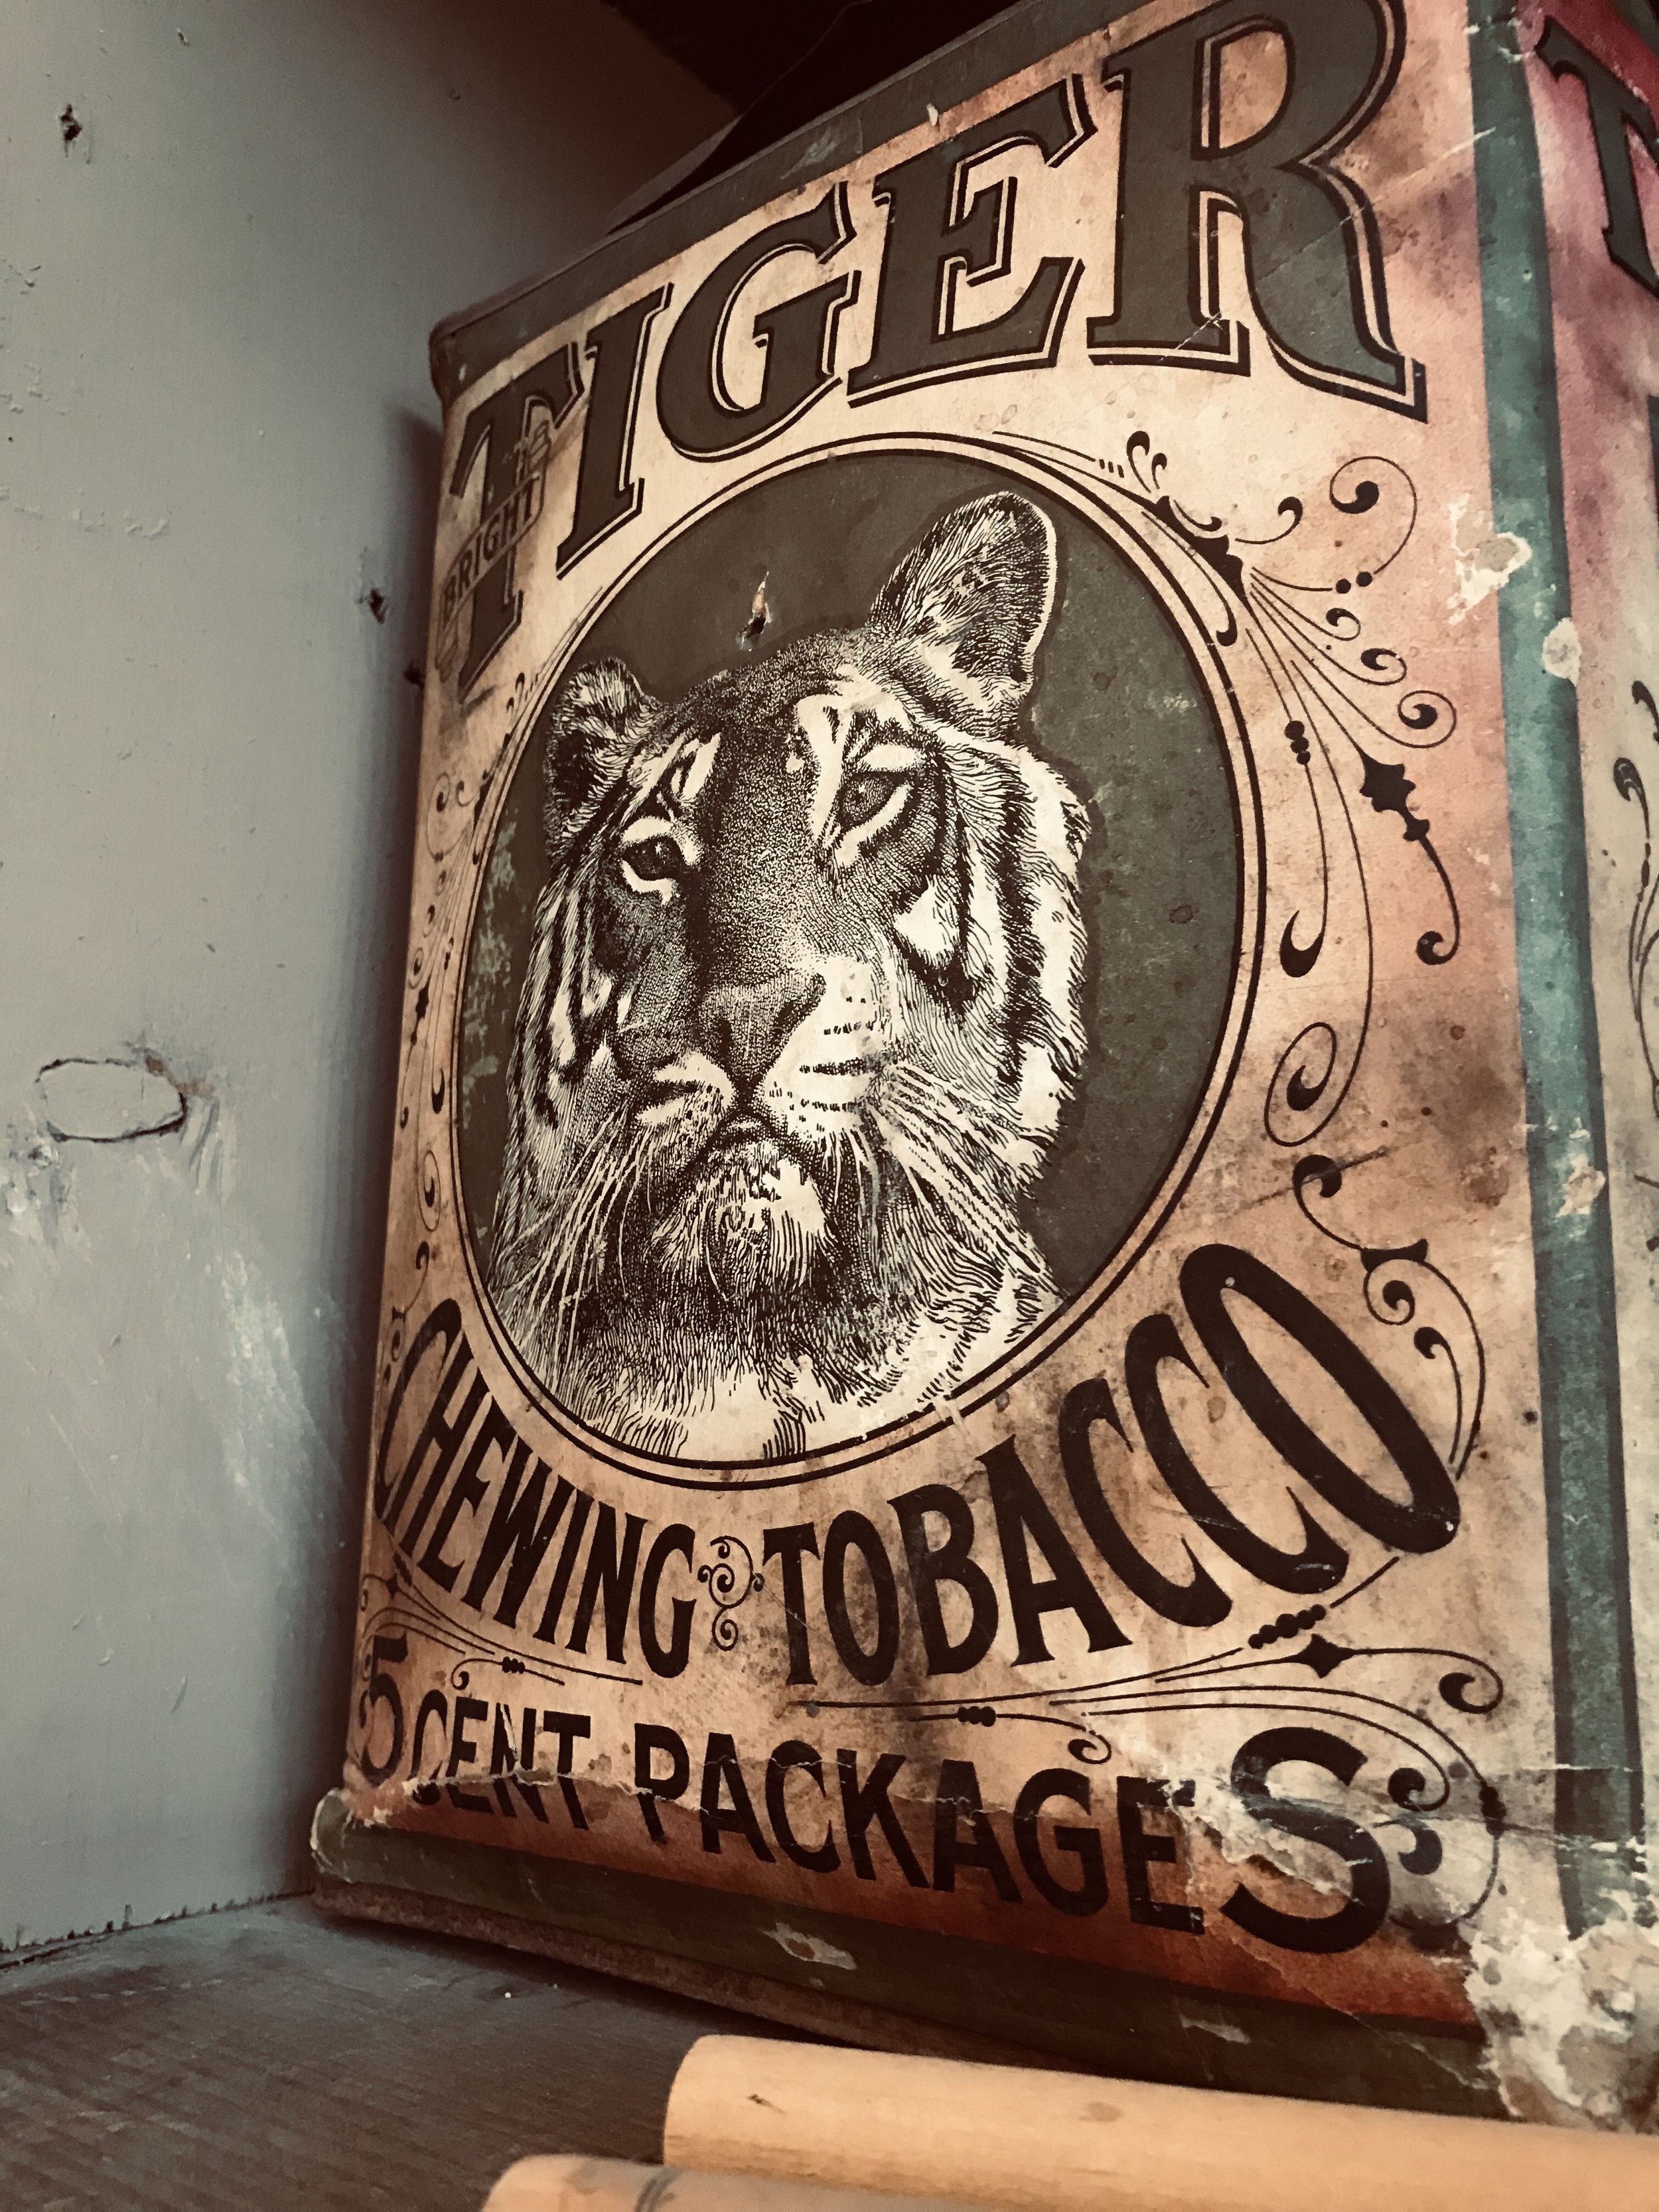 TIGER
BRIGHT
CHEWING TOBACCO
5 CENT PACKAGES
T